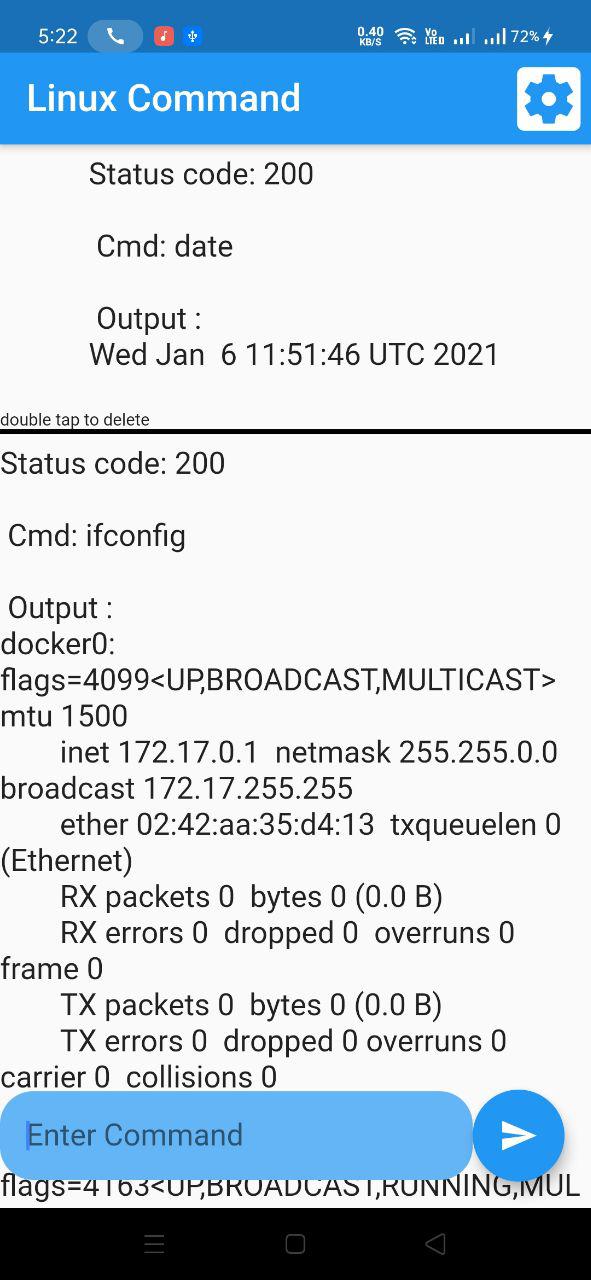 5:22 0.40 KB/S Vo LTED 72%
Linux Command
Status code: 200
Cmd: date
Output :
Wed Jan  6 11:51:46 UTC 2021
double tap to delete
Status code: 200
Cmd: ifconfig
Output :
docker0:
flags=4099<UP,BROADCAST,MULTICAST>
mtu 1500
inet 172.17.0.1  netmask 255.255.0.0
broadcast 172.17.255.255
ether 02:42:aa:35:d4:13  txqueuelen 0
(Ethernet)
RX packets 0  bytes 0 (0.0 B)
RX errors 0  dropped 0  overruns 0
frame 0
TX packets 0  bytes 0 (0.0 B)
TX errors 0  dropped 0 overruns 0
carrier 0  collisions 0
Enter Command
flags=4163<UP,BROADCAST,RUNNING,MUL